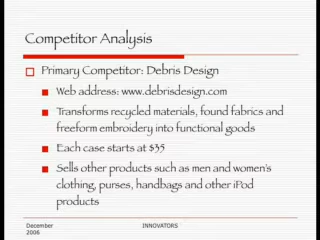 Competitor Analysis
Primary Competitor: Debris Design
Web address: www.debrisdesign.com
Transforms recycled materials, found fabrics and
freeform embroidery into functional goods
Each case starts at $35
Sells other products such as men and women's
clothing, purses, handbags and other iPod
products
December
2006
INNOVATORS